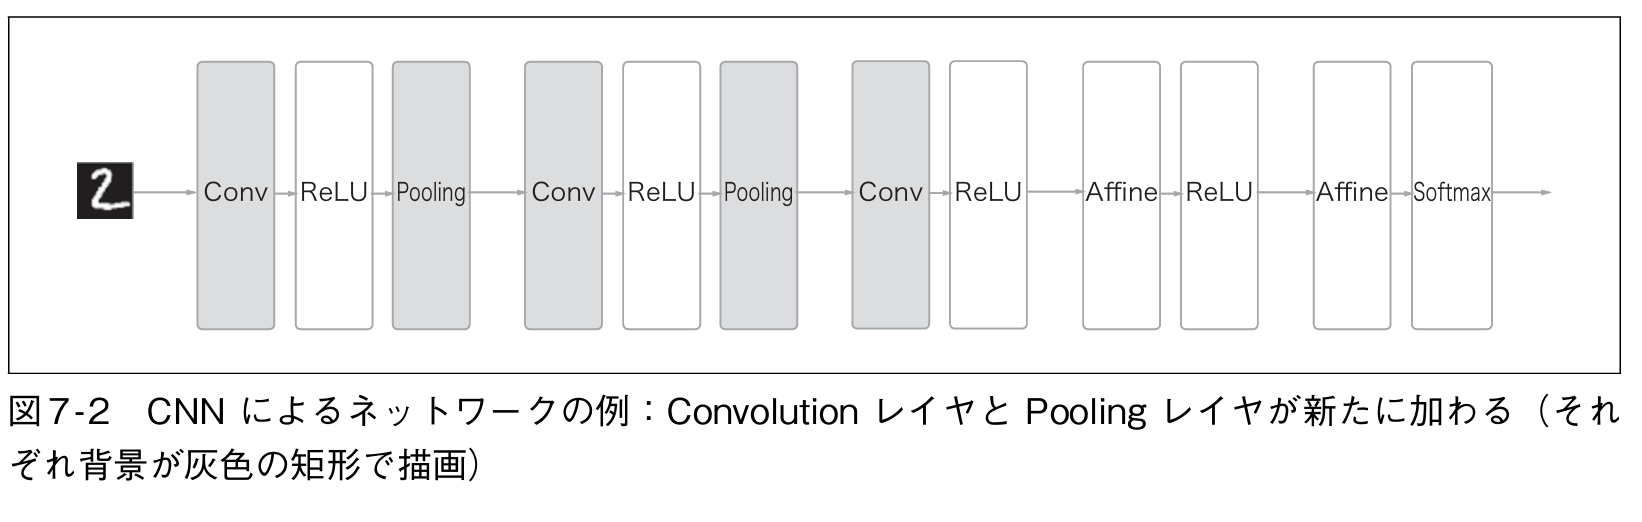 2
Conv ReLU Pooling Conv ReLU Pooling Conv ReLU Affine ReLU Affine Softmax
図7-2　CNN によるネットワークの例：Convolution レイヤと Pooling レイヤが新たに加わる（それ
ぞれ背景が灰色の矩形で描画）